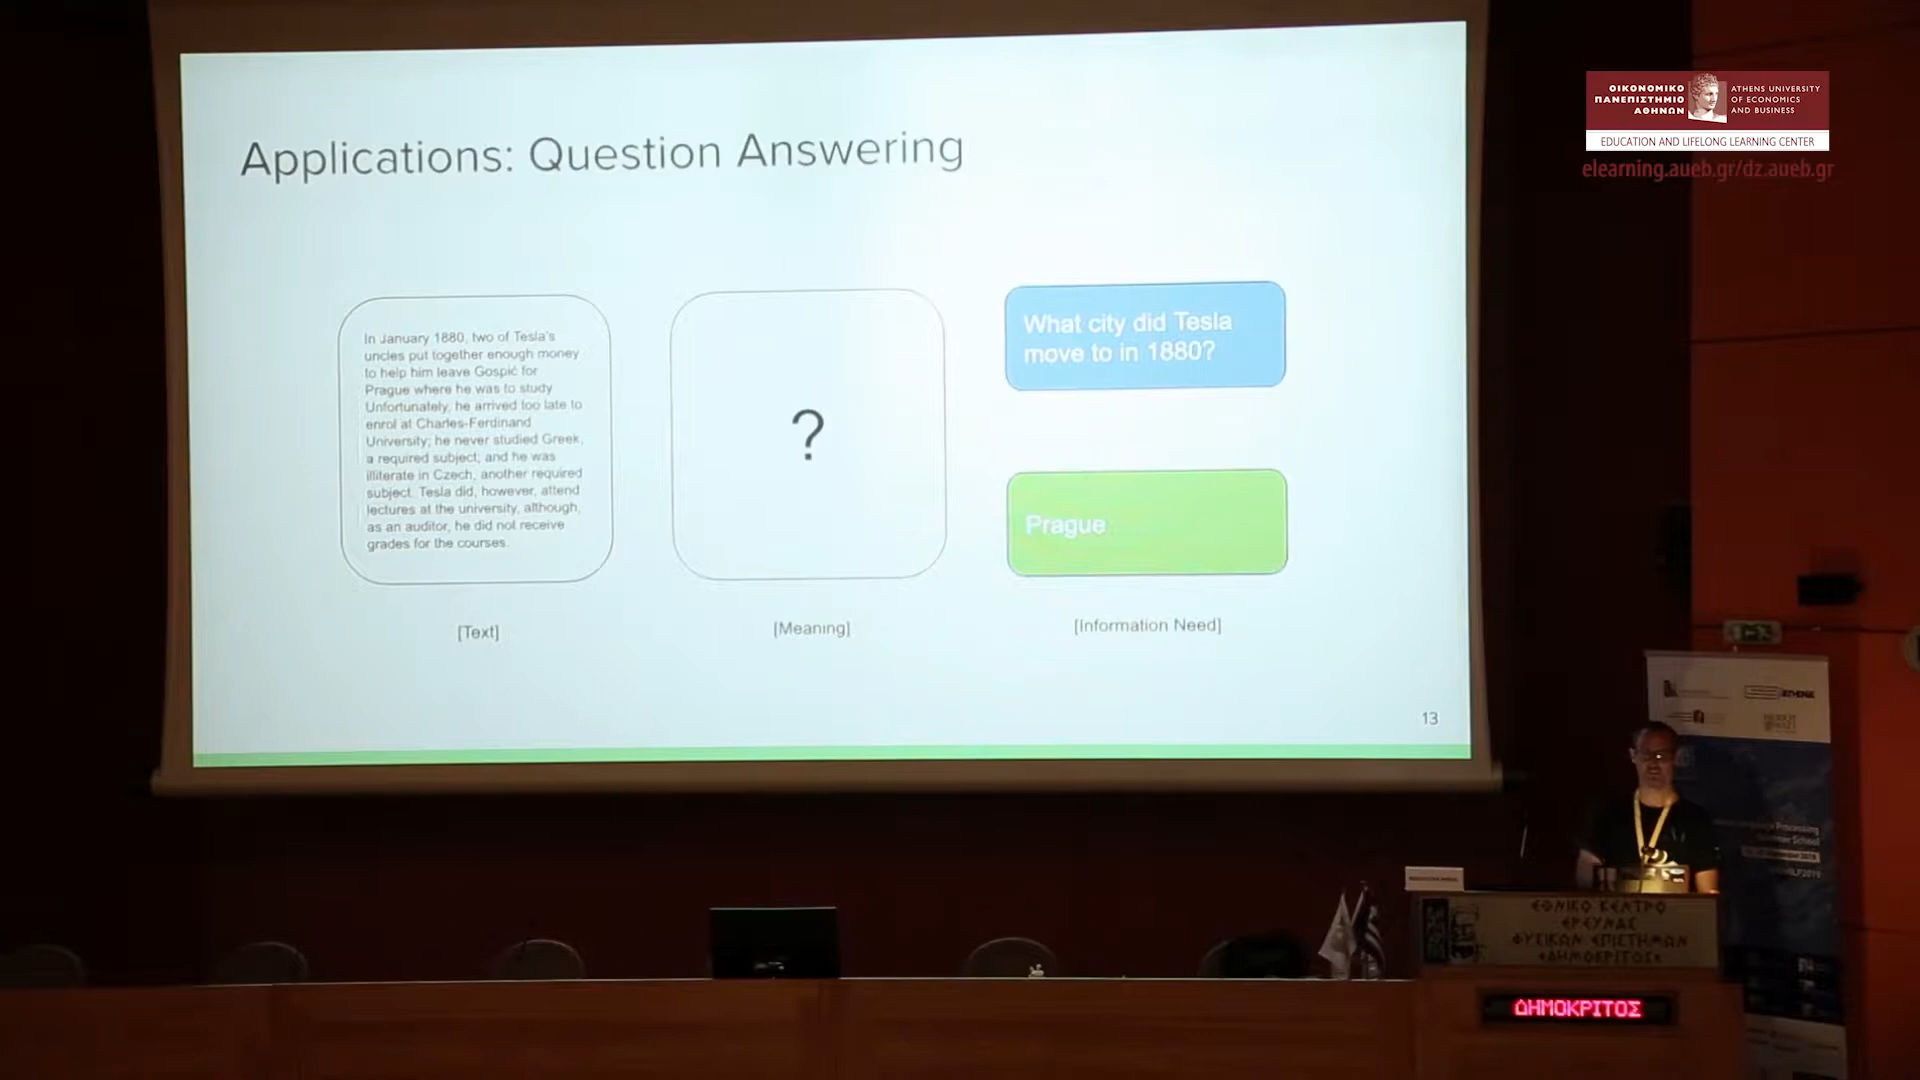 Applications: Question Answering
In January 1880, two of Tesla's
uncles put together enough money
to help him leave Gospić for
Prague where he was to study
Unfortunately, he arrived too late to
enrol at Charles-Ferdinand
University; he never studied Greek,
a required subject; and he was
illiterate in Czech, another required
subject. Tesla did, however, attend
lectures at the university, although,
as an auditor, he did not receive
grades for the courses.
[Text]
?
[Meaning]
What city did Tesla
move to in 1880?
Prague
[Information Need]
13
ΟΙΚΟΝΟΜΙΚΟ
ΠΑΝΕΠΙΣΤΗΜΙΟ
ΑΘΗΝΩΝ
ATHENS UNIVERSITY
OF ECONOMICS
AND BUSINESS
EDUCATION AND LIFELONG LEARNING CENTER
elearning.aueb.gr/dz.aueb.gr
ΕΘΝΙΚΟ ΚΕΝΤΡΟ
ΕΡΕΥΝΑΣ
ΦΥΣΙΚΩΝ ΕΠΙΣΤΗΜΩΝ
«ΔΗΜΟΚΡΙΤΟΣ»
ΔΗΜΟΚΡΙΤΟΣ